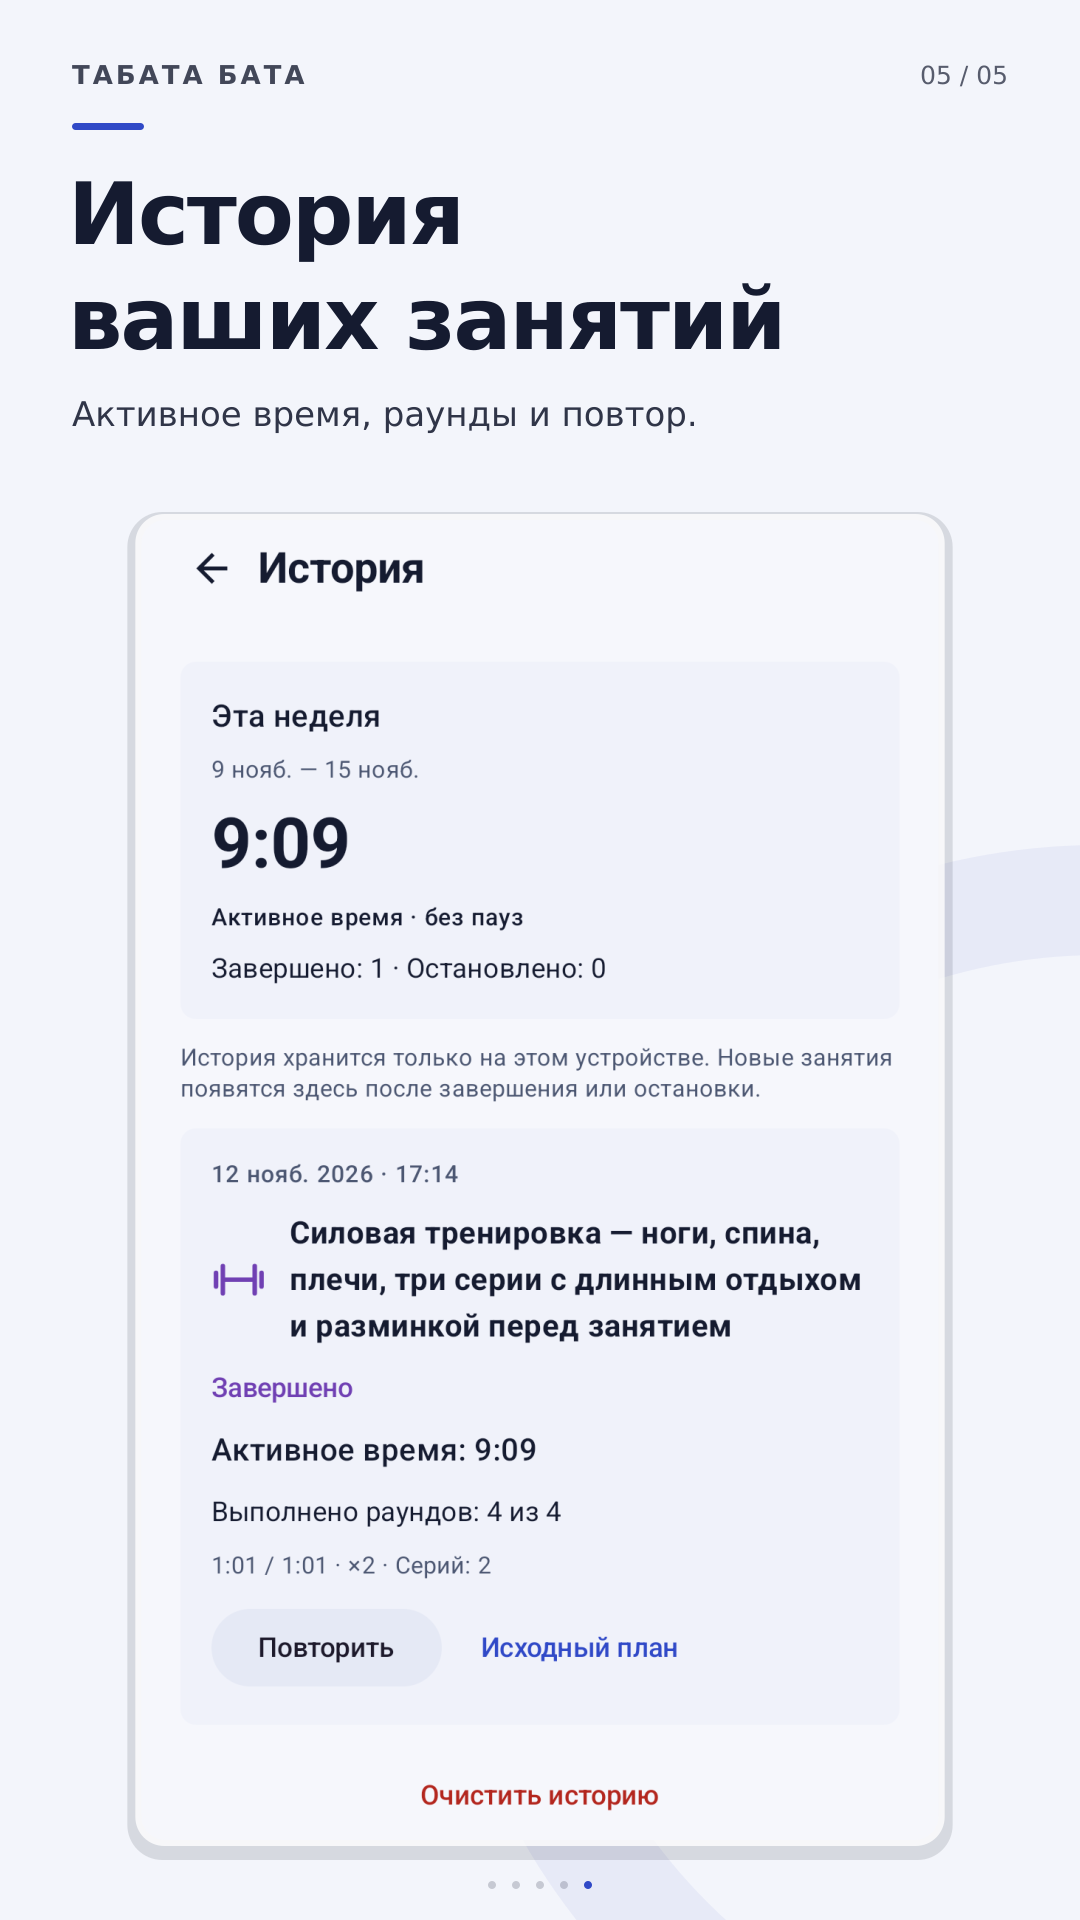 ТАБАТА БАТА
05 / 05
История
ваших занятий
Активное время, раунды и повтор.
История
Эта неделя
9 нояб. — 15 нояб.
9:09
Активное время · без пауз
Завершено: 1 · Остановлено: 0
История хранится только на этом устройстве. Новые занятия
появятся здесь после завершения или остановки.
12 нояб. 2026 · 17:14
Силовая тренировка — ноги, спина,
плечи, три серии с длинным отдыхом
и разминкой перед занятием
Завершено
Активное время: 9:09
Выполнено раундов: 4 из 4
1:01 / 1:01 · ×2 · Серий: 2
Повторить
Исходный план
Очистить историю